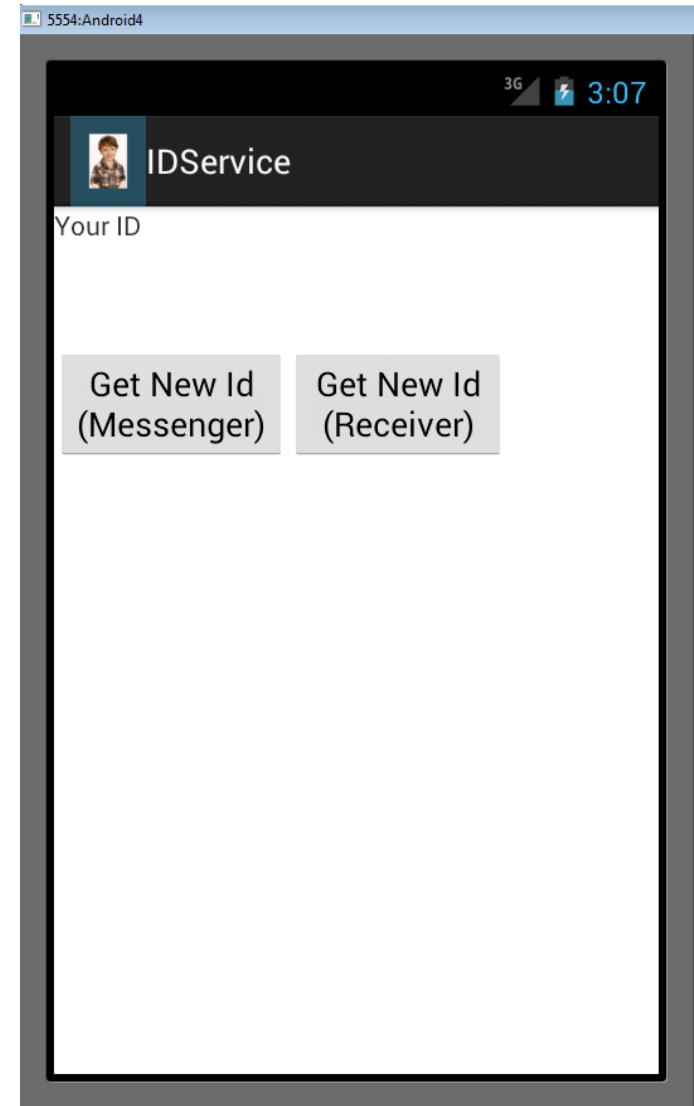 5554:Android4
3G 3:07
IDService
Your ID
Get New Id
(Messenger)
Get New Id
(Receiver)